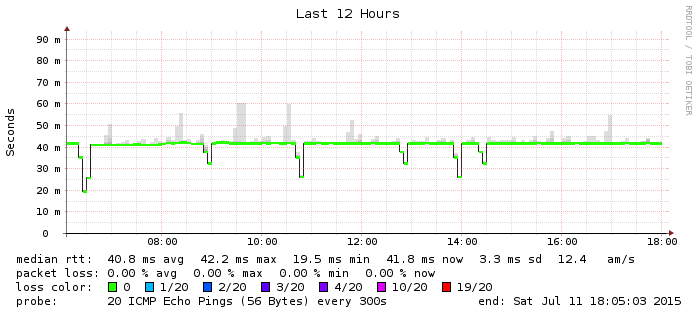 Last 12 Hours
RRDTOOL / TOBI OETIKER
Seconds
90 m
80 m
70 m
60 m
50 m
40 m
30 m
20 m
10 m
0
08:00 10:00 12:00 14:00 16:00 18:00
median rtt: 40.8 ms avg 42.2 ms max 19.5 ms min 41.8 ms now 3.3 ms sd 12.4 am/s
packet loss: 0.00 % avg 0.00 % max 0.00 % min 0.00 % now
loss color: 0 1/20 2/20 3/20 4/20 10/20 19/20
probe: 20 ICMP Echo Pings (56 Bytes) every 300s end: Sat Jul 11 18:05:03 2015